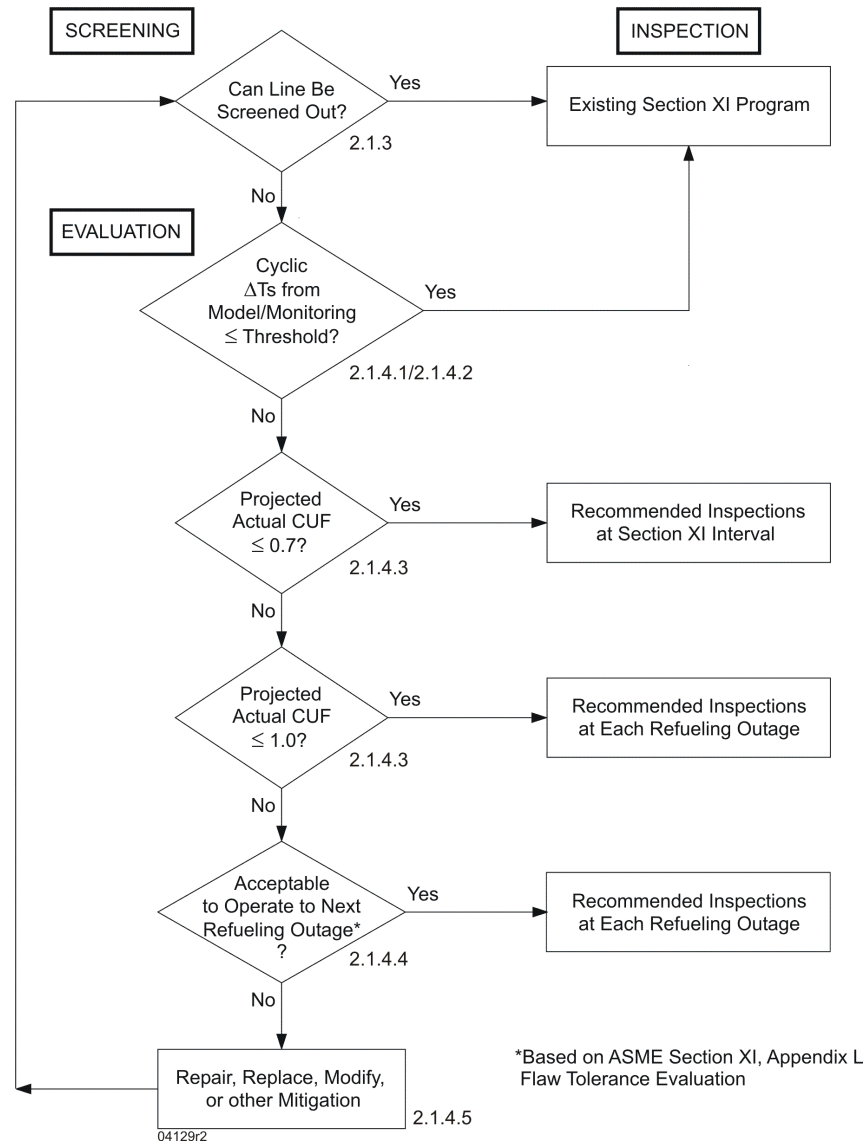 SCREENING
INSPECTION
Can Line Be
Screened Out?
Yes
Existing Section XI Program
2.1.3
No
EVALUATION
Cyclic
ΔTs from
Model/Monitoring
≤ Threshold?
Yes
2.1.4.1/2.1.4.2
No
Projected
Actual CUF
≤ 0.7?
Yes
Recommended Inspections
at Section XI Interval
2.1.4.3
No
Projected
Actual CUF
≤ 1.0?
Yes
Recommended Inspections
at Each Refueling Outage
2.1.4.3
No
Acceptable
to Operate to Next
Refueling Outage*
?
Yes
Recommended Inspections
at Each Refueling Outage
2.1.4.4
No
Repair, Replace, Modify,
or other Mitigation
2.1.4.5
*Based on ASME Section XI, Appendix L
Flaw Tolerance Evaluation
04129r2